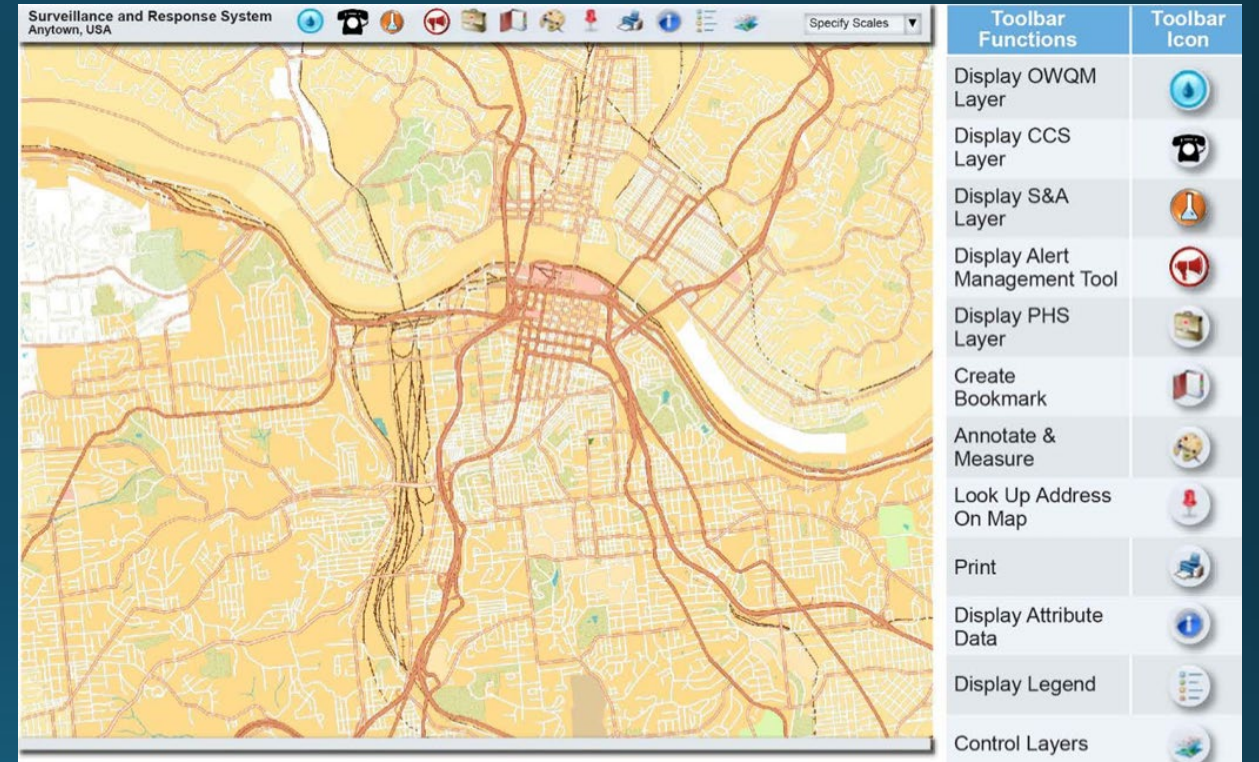 Surveillance and Response System
Anytown, USA
Specify Scales
Toolbar
Functions
Toolbar
Icon
Display OWQM
Layer
Display CCS
Layer
Display S&A
Layer
Display Alert
Management Tool
Display PHS
Layer
Create
Bookmark
Annotate &
Measure
Look Up Address
On Map
Print
Display Attribute
Data
Display Legend
Control Layers